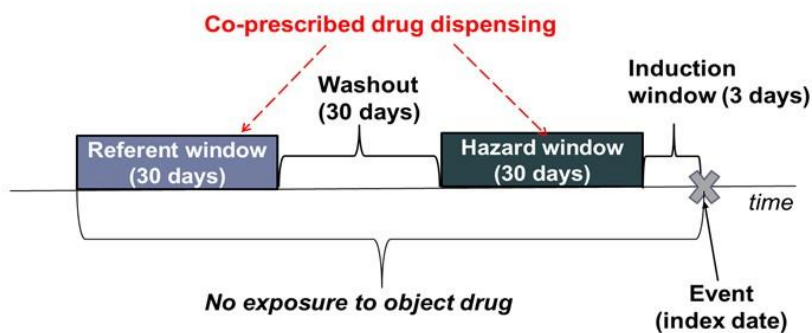 Co-prescribed drug dispensing
Washout
(30 days)
Induction
window (3 days)
Referent window
(30 days)
Hazard window
(30 days)
time
No exposure to object drug
Event
(index date)